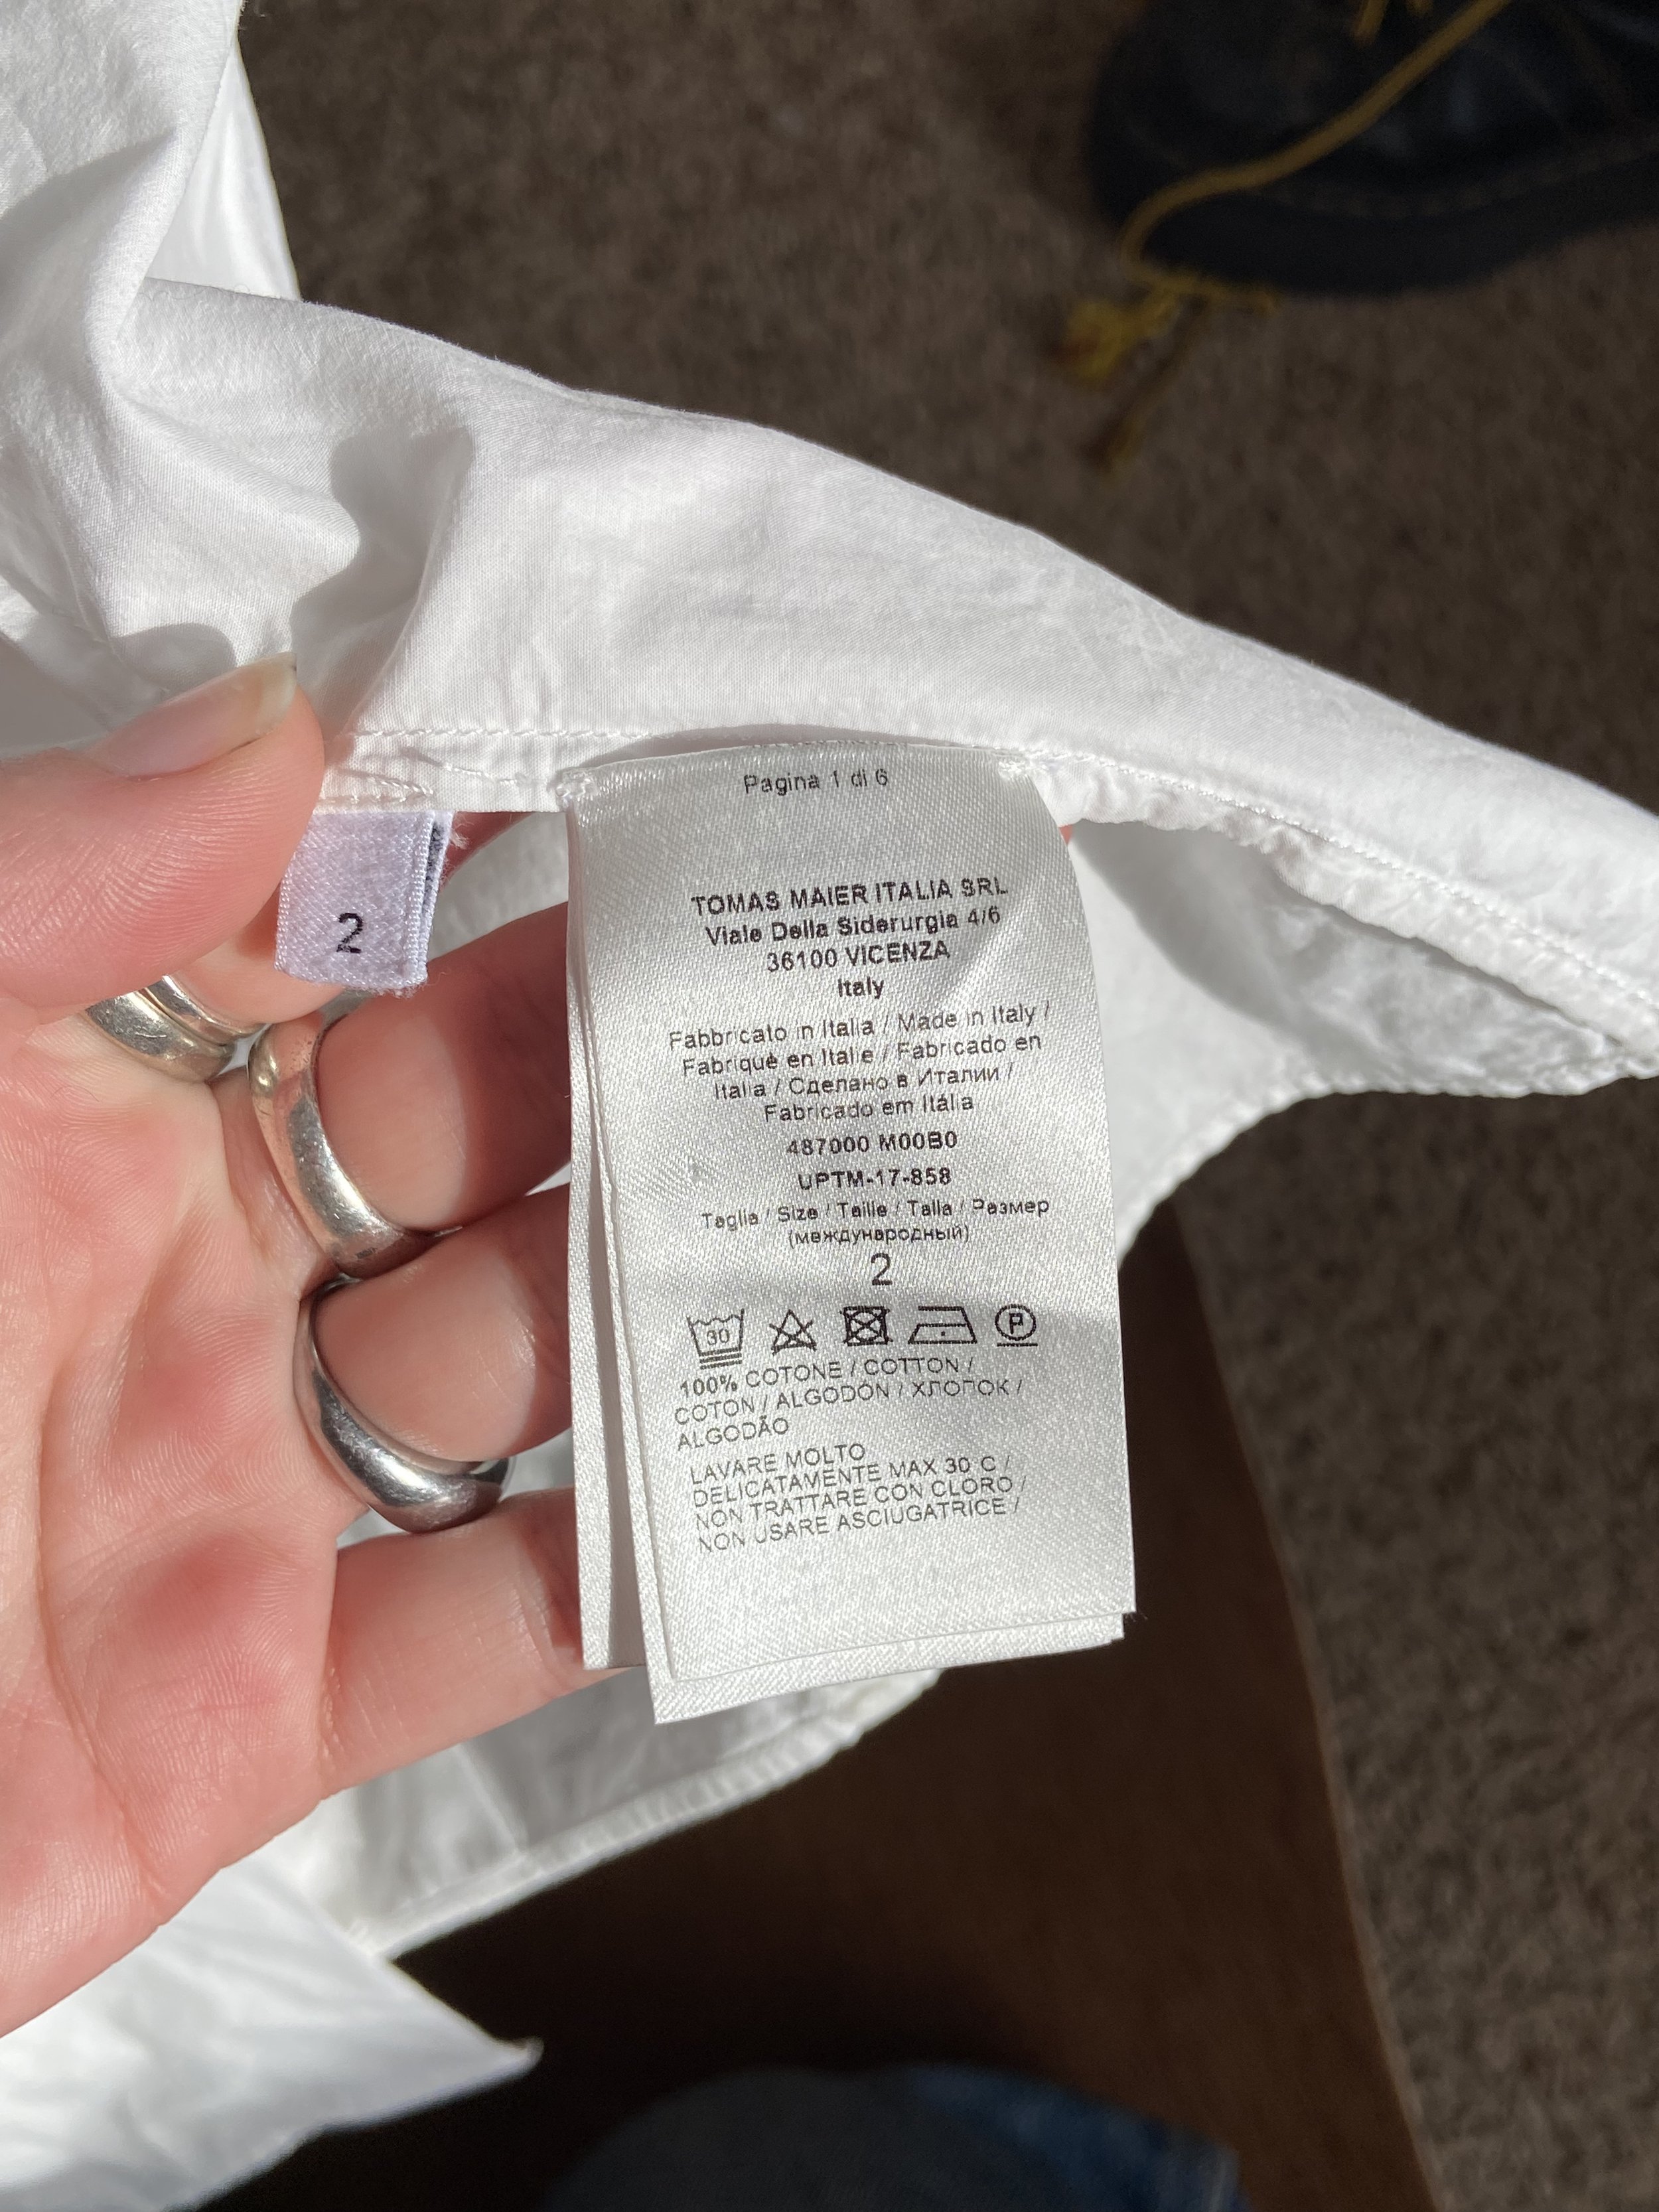 Pagina 1 di 6
2
TOMAS MAIER ITALIA SRL
Viale Della Siderurgia 4/6
36100 VICENZA
Italy
Fabbricato in Italia / Made in Italy /
Fabriqué en Italie / Fabricado en
Italia / Сделано в Италии /
Fabricado em Itália
487000 M00B0
UPTM-17-858
Taglia / Size / Taille / Talla / Размер
(международный)
2
30 P
100% COTONE / COTTON /
COTON / ALGODÓN / ХЛОПОК /
ALGODÃO
LAVARE MOLTO
DELICATAMENTE MAX 30 C /
NON TRATTARE CON CLORO /
NON USARE ASCIUGATRICE /